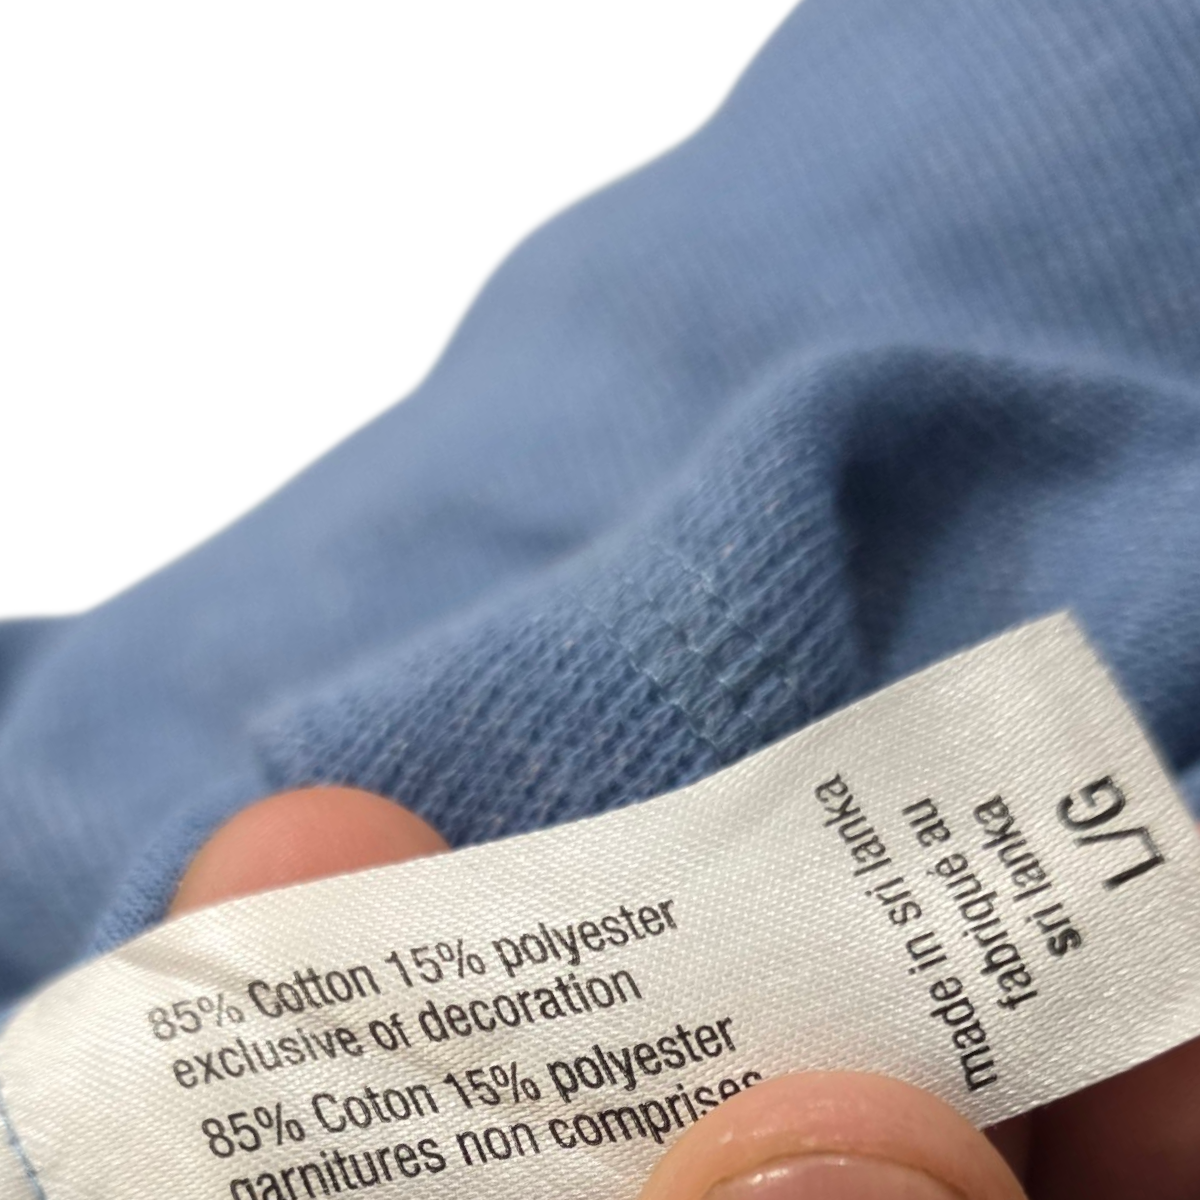 85% Cotton 15% polyester
exclusive of decoration
85% Coton 15% polyester
garnitures non comprises
made in sri lanka
fabriqué au
sri lanka
L/G